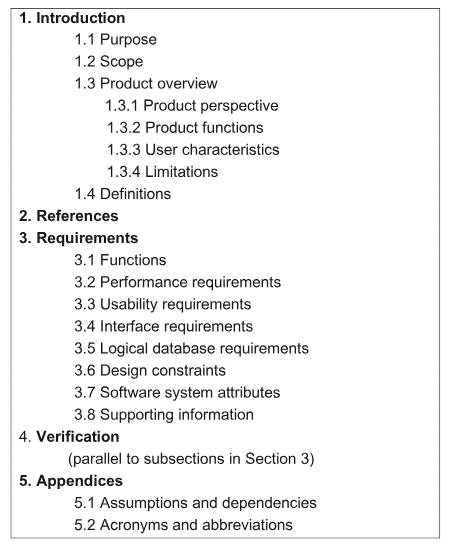 1. Introduction
1.1 Purpose
1.2 Scope
1.3 Product overview
1.3.1 Product perspective
1.3.2 Product functions
1.3.3 User characteristics
1.3.4 Limitations
1.4 Definitions
2. References
3. Requirements
3.1 Functions
3.2 Performance requirements
3.3 Usability requirements
3.4 Interface requirements
3.5 Logical database requirements
3.6 Design constraints
3.7 Software system attributes
3.8 Supporting information
4. Verification
(parallel to subsections in Section 3)
5. Appendices
5.1 Assumptions and dependencies
5.2 Acronyms and abbreviations